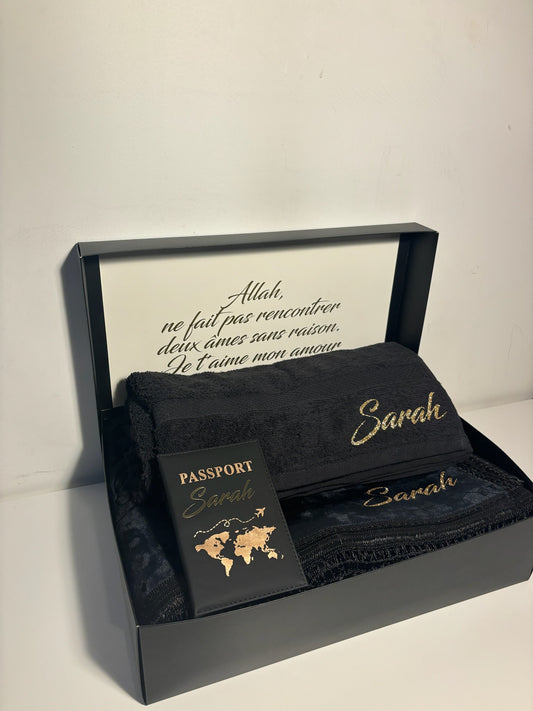 Allah,
ne fait pas rencontrer
deux âmes sans raison.
Je t'aime mon amour
Sarah
Sarah
PASSPORT
Sarah